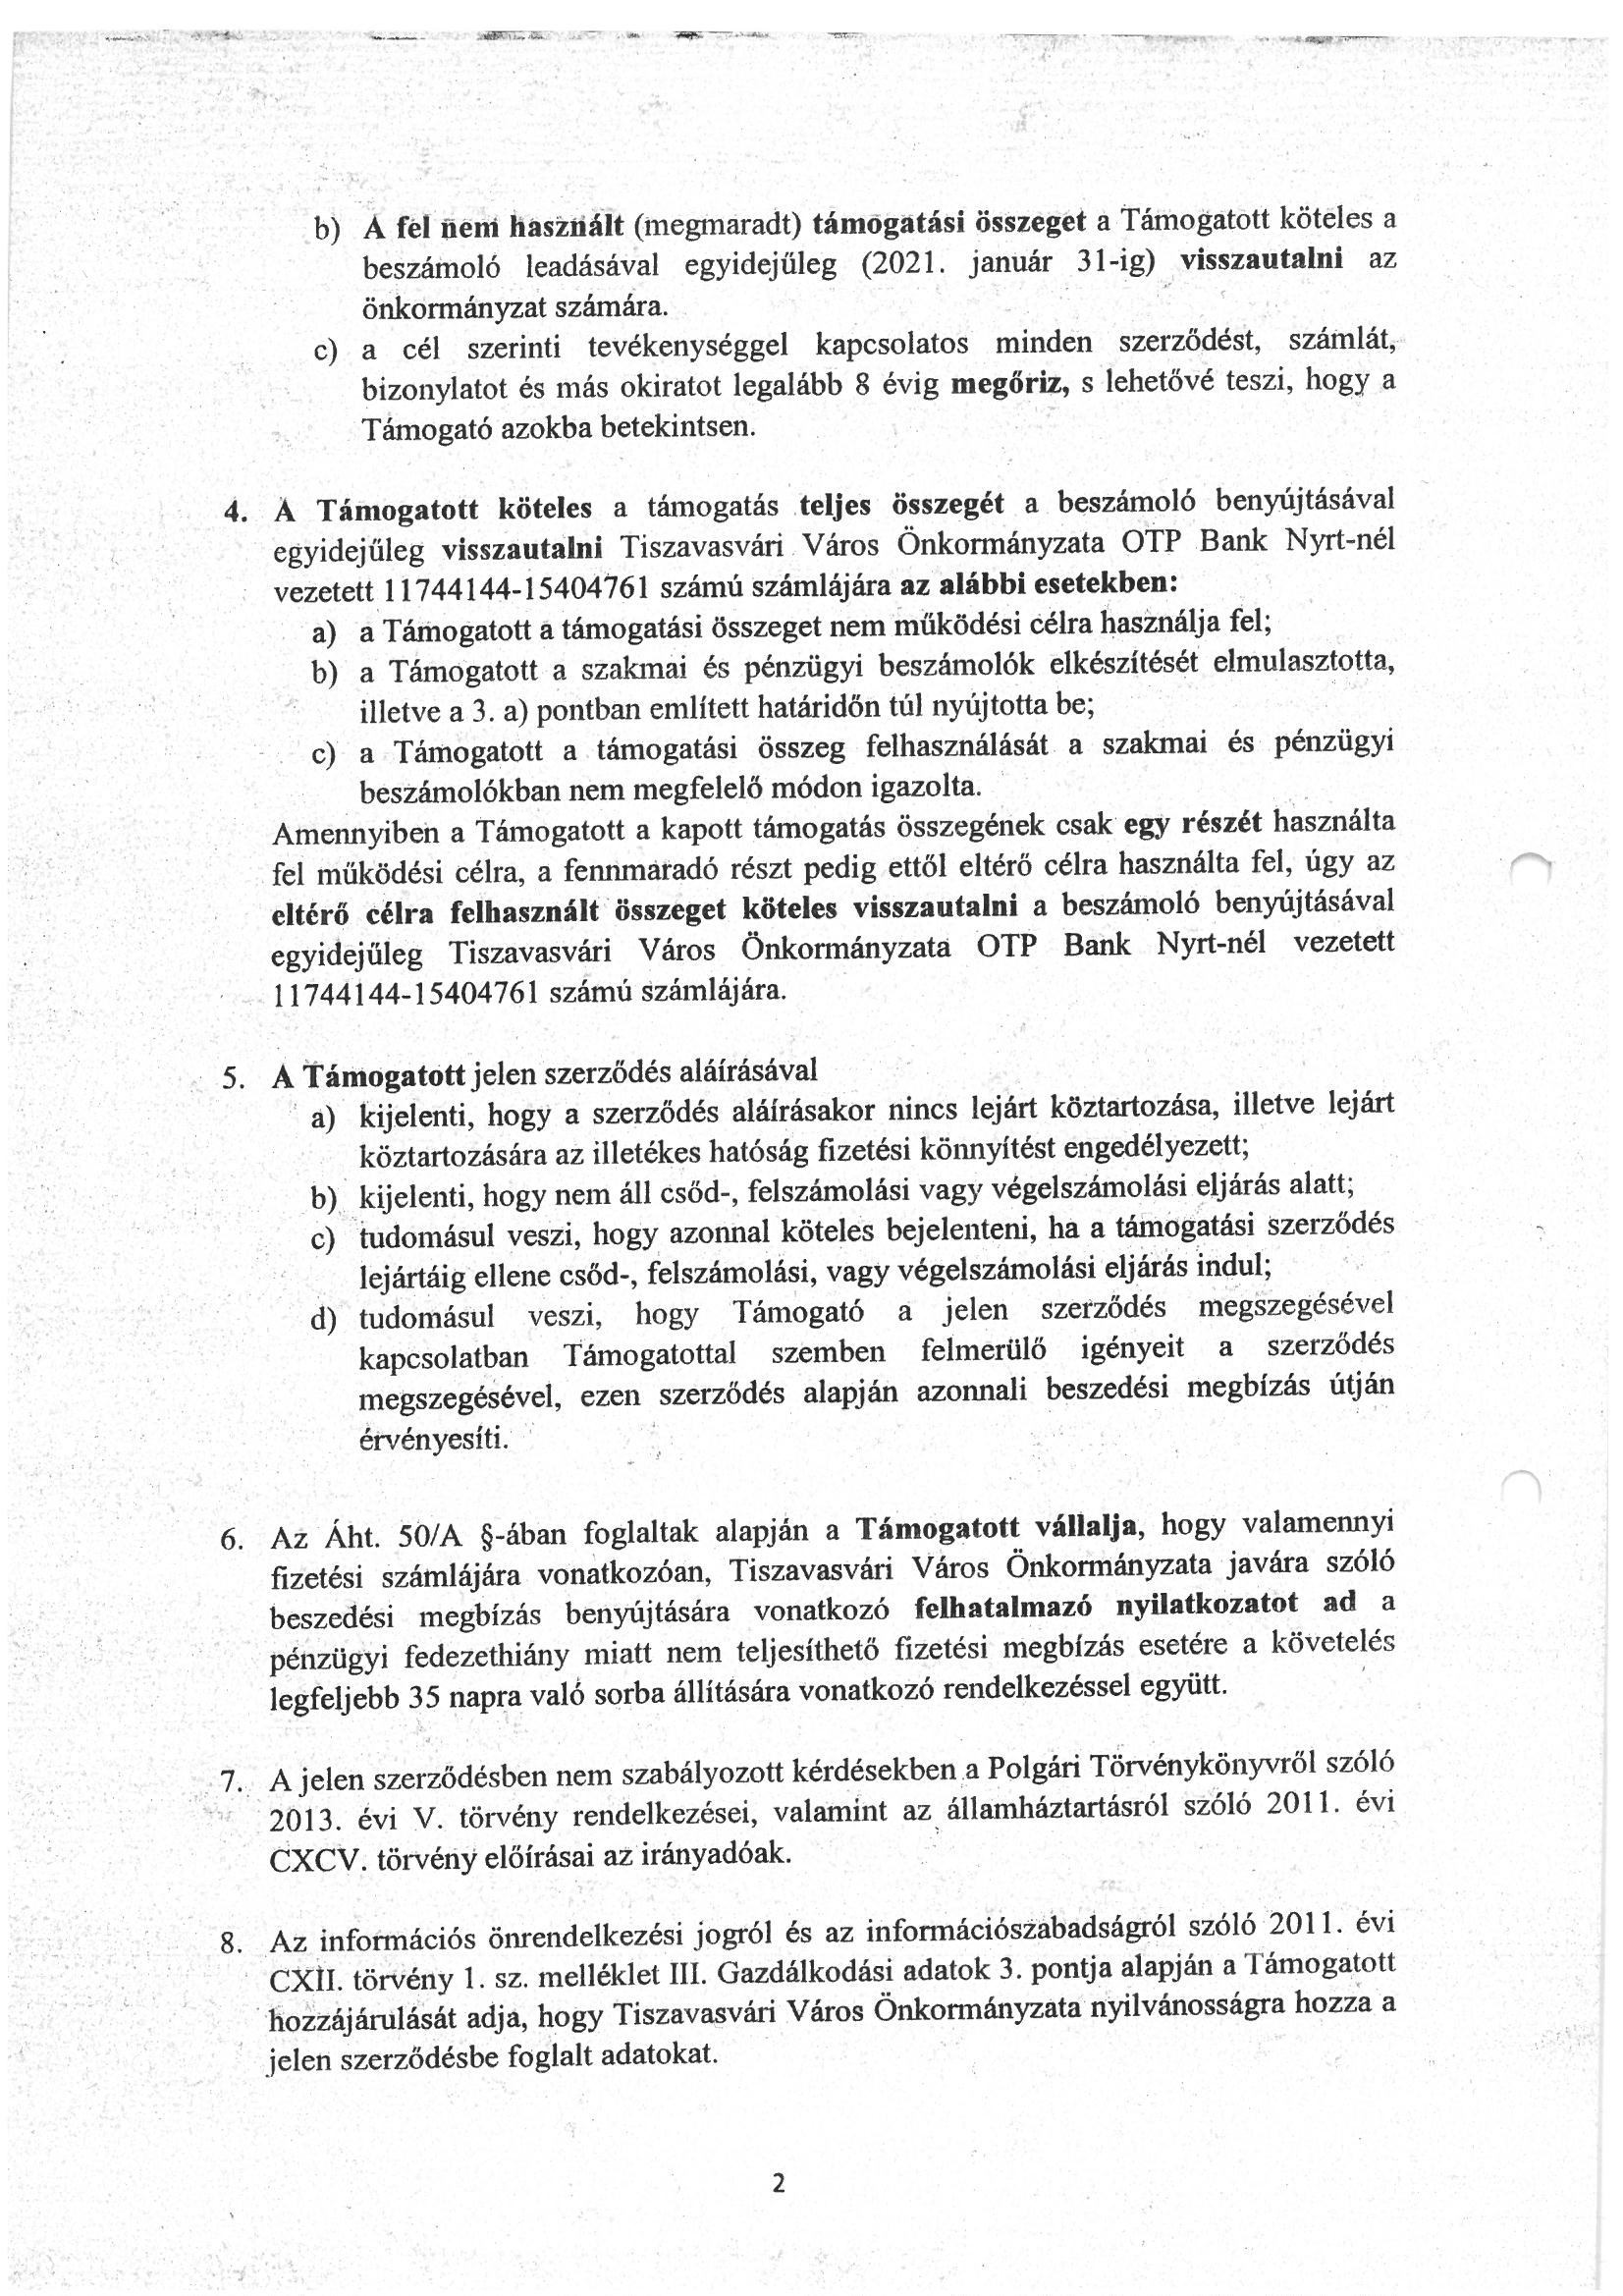 b) A fel nem használt (megmaradt) támogatási összeget a Támogatott köteles a
beszámoló leadásával egyidejűleg (2021. január 31-ig) visszautalni az
önkormányzat számára.
c) a cél szerinti tevékenységgel kapcsolatos minden szerződést, számlát,
bizonylatot és más okiratot legalább 8 évig megőriz, s lehetővé teszi, hogy a
Támogató azokba betekintsen.
4. A Támogatott köteles a támogatás teljes összegét a beszámoló benyújtásával
egyidejűleg visszautalni Tiszavasvári Város Önkormányzata OTP Bank Nyrt-nél
vezetett 11744144-15404761 számú számlájára az alábbi esetekben:
a) a Támogatott a támogatási összeget nem működési célra használja fel;
b) a Támogatott a szakmai és pénzügyi beszámolók elkészítését elmulasztotta,
illetve a 3. a) pontban említett határidőn túl nyújtotta be;
c) a Támogatott a támogatási összeg felhasználását a szakmai és pénzügyi
beszámolókban nem megfelelő módon igazolta.
Amennyiben a Támogatott a kapott támogatás összegének csak egy részét használta
fel működési célra, a fennmaradó részt pedig ettől eltérő célra használta fel, úgy az
eltérő célra felhasznált összeget köteles visszautalni a beszámoló benyújtásával
egyidejűleg Tiszavasvári Város Önkormányzata OTP Bank Nyrt-nél vezetett
11744144-15404761 számú számlájára.
5. A Támogatott jelen szerződés aláírásával
a) kijelenti, hogy a szerződés aláírásakor nincs lejárt köztartozása, illetve lejárt
köztartozására az illetékes hatóság fizetési könnyítést engedélyezett;
b) kijelenti, hogy nem áll csőd-, felszámolási vagy végelszámolási eljárás alatt;
c) tudomásul veszi, hogy azonnal köteles bejelenteni, ha a támogatási szerződés
lejártáig ellene csőd-, felszámolási, vagy végelszámolási eljárás indul;
d) tudomásul veszi, hogy Támogató a jelen szerződés megszegésével
kapcsolatban Támogatottal szemben felmerülő igényeit a szerződés
megszegésével, ezen szerződés alapján azonnali beszedési megbízás útján
érvényesíti.
6. Az Áht. 50/A §-ában foglaltak alapján a Támogatott vállalja, hogy valamennyi
fizetési számlájára vonatkozóan, Tiszavasvári Város Önkormányzata javára szóló
beszedési megbízás benyújtására vonatkozó felhatalmazó nyilatkozatot ad a
pénzügyi fedezethiány miatt nem teljesíthető fizetési megbízás esetére a követelés
legfeljebb 35 napra való sorba állítására vonatkozó rendelkezéssel együtt.
7. A jelen szerződésben nem szabályozott kérdésekben a Polgári Törvénykönyvről szóló
2013. évi V. törvény rendelkezései, valamint az államháztartásról szóló 2011. évi
CXCV. törvény előírásai az irányadóak.
8. Az információs önrendelkezési jogról és az információszabadságról szóló 2011. évi
CXII. törvény 1. sz. melléklet III. Gazdálkodási adatok 3. pontja alapján a Támogatott
hozzájárulását adja, hogy Tiszavasvári Város Önkormányzata nyilvánosságra hozza a
jelen szerződésbe foglalt adatokat.
2